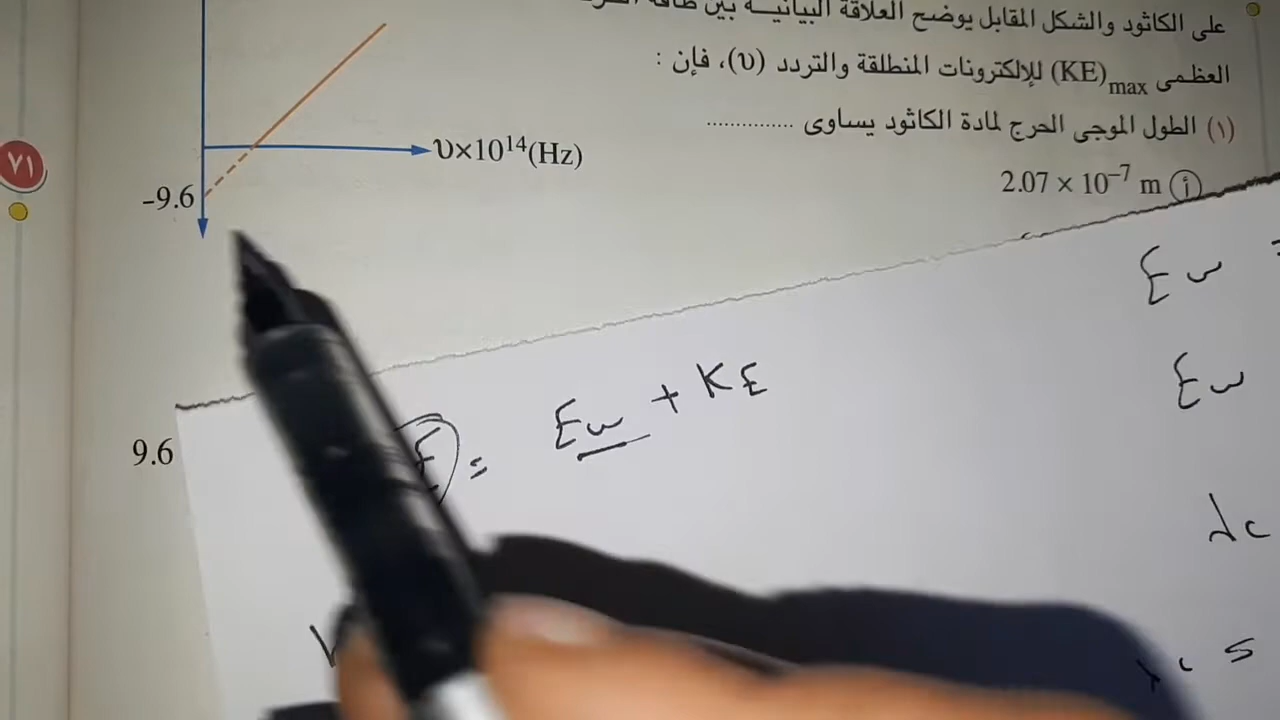 على الكاثود والشكل المقابل يوضح العلاقة البيانية بين طاقة
العظمى (KE)max للإلكترونات المنطلقة والتردد (υ)، فإن :
(١) الطول الموجى الحرج لمادة الكاثود يساوى ...............
أ 2.07 × 10⁻⁷ m
υ×10¹⁴(Hz)
-9.6
٧١
9.6
E = Ew + KE
Ew
Ew
λc